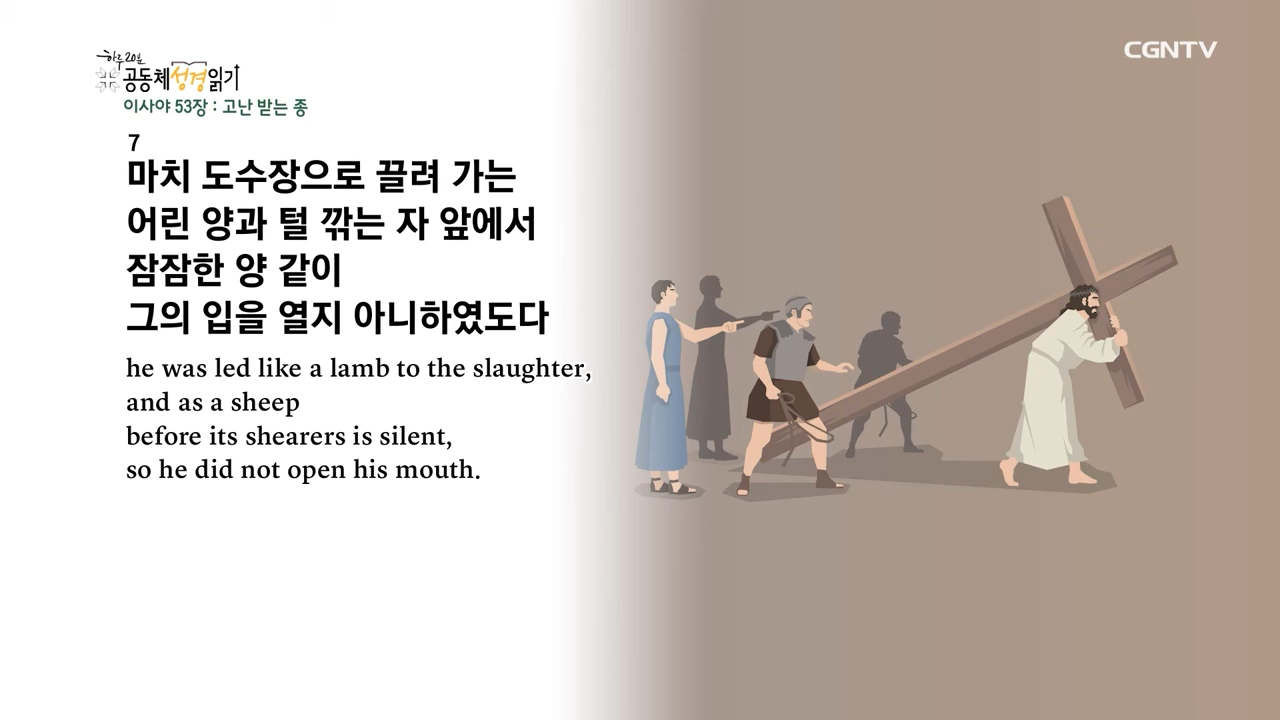 하루 20분
CGNTV
공동체성경읽기
이사야 53장 : 고난 받는 종
7
마치 도수장으로 끌려 가는
어린 양과 털 깎는 자 앞에서
잠잠한 양 같이
그의 입을 열지 아니하였도다
he was led like a lamb to the slaughter,
and as a sheep
before its shearers is silent,
so he did not open his mouth.